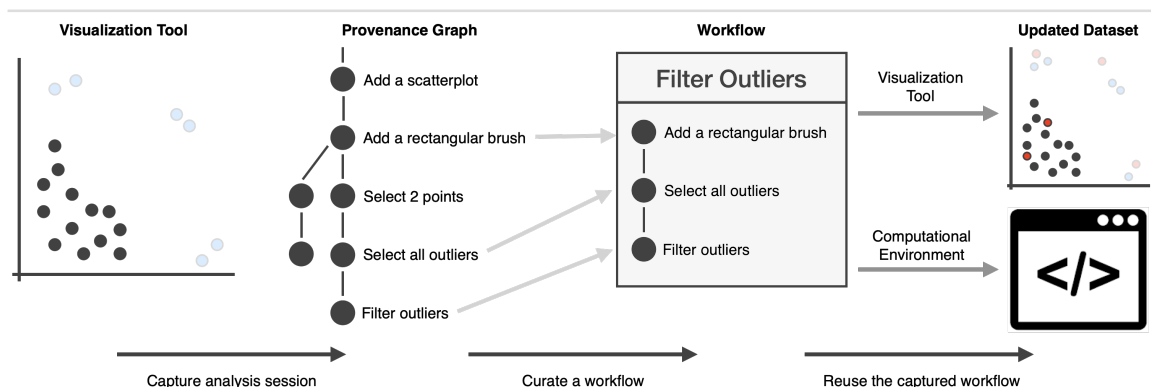 Visualization Tool
Provenance Graph
Workflow
Updated Dataset
Add a scatterplot
Add a rectangular brush
Select 2 points
Select all outliers
Filter outliers
Filter Outliers
Add a rectangular brush
Select all outliers
Filter outliers
Visualization
Tool
Computational
Environment
</>
Capture analysis session
Curate a workflow
Reuse the captured workflow